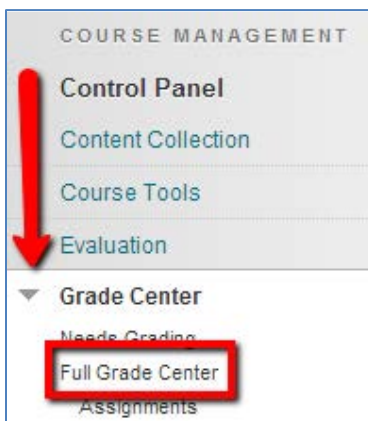 COURSE MANAGEMENT
Control Panel
Content Collection
Course Tools
Evaluation
Grade Center
Needs Grading
Full Grade Center
Assignments